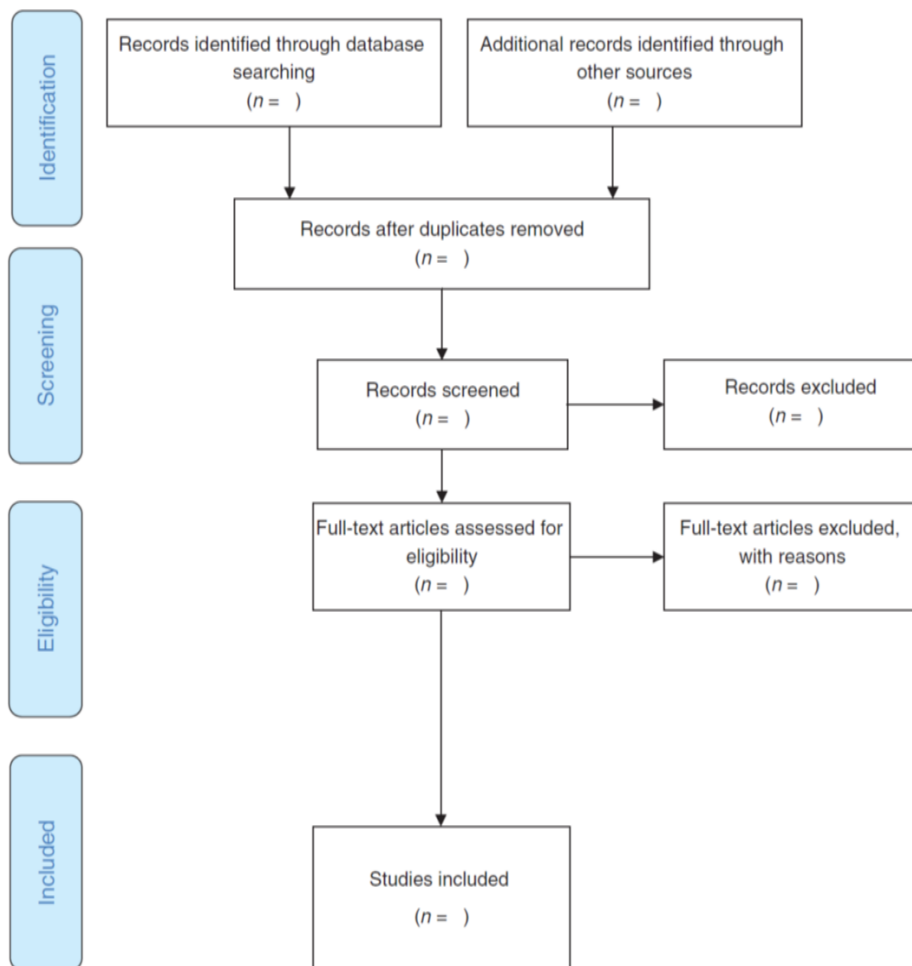 Identification
Records identified through database
searching
(n = )
Additional records identified through
other sources
(n = )
Records after duplicates removed
(n = )
Screening
Records screened
(n = )
Records excluded
(n = )
Eligibility
Full-text articles assessed for
eligibility
(n = )
Full-text articles excluded,
with reasons
(n = )
Included
Studies included
(n = )